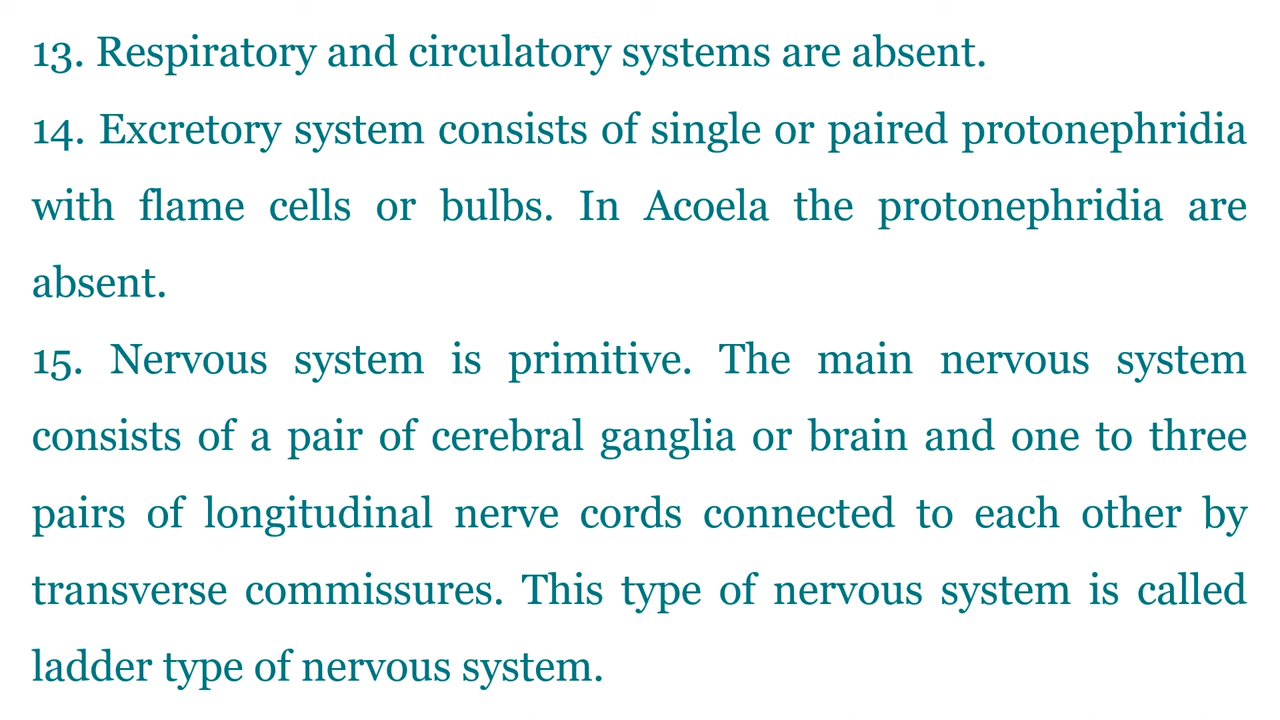 13. Respiratory and circulatory systems are absent.
14. Excretory system consists of single or paired protonephridia
with flame cells or bulbs. In Acoela the protonephridia are
absent.
15. Nervous system is primitive. The main nervous system
consists of a pair of cerebral ganglia or brain and one to three
pairs of longitudinal nerve cords connected to each other by
transverse commissures. This type of nervous system is called
ladder type of nervous system.